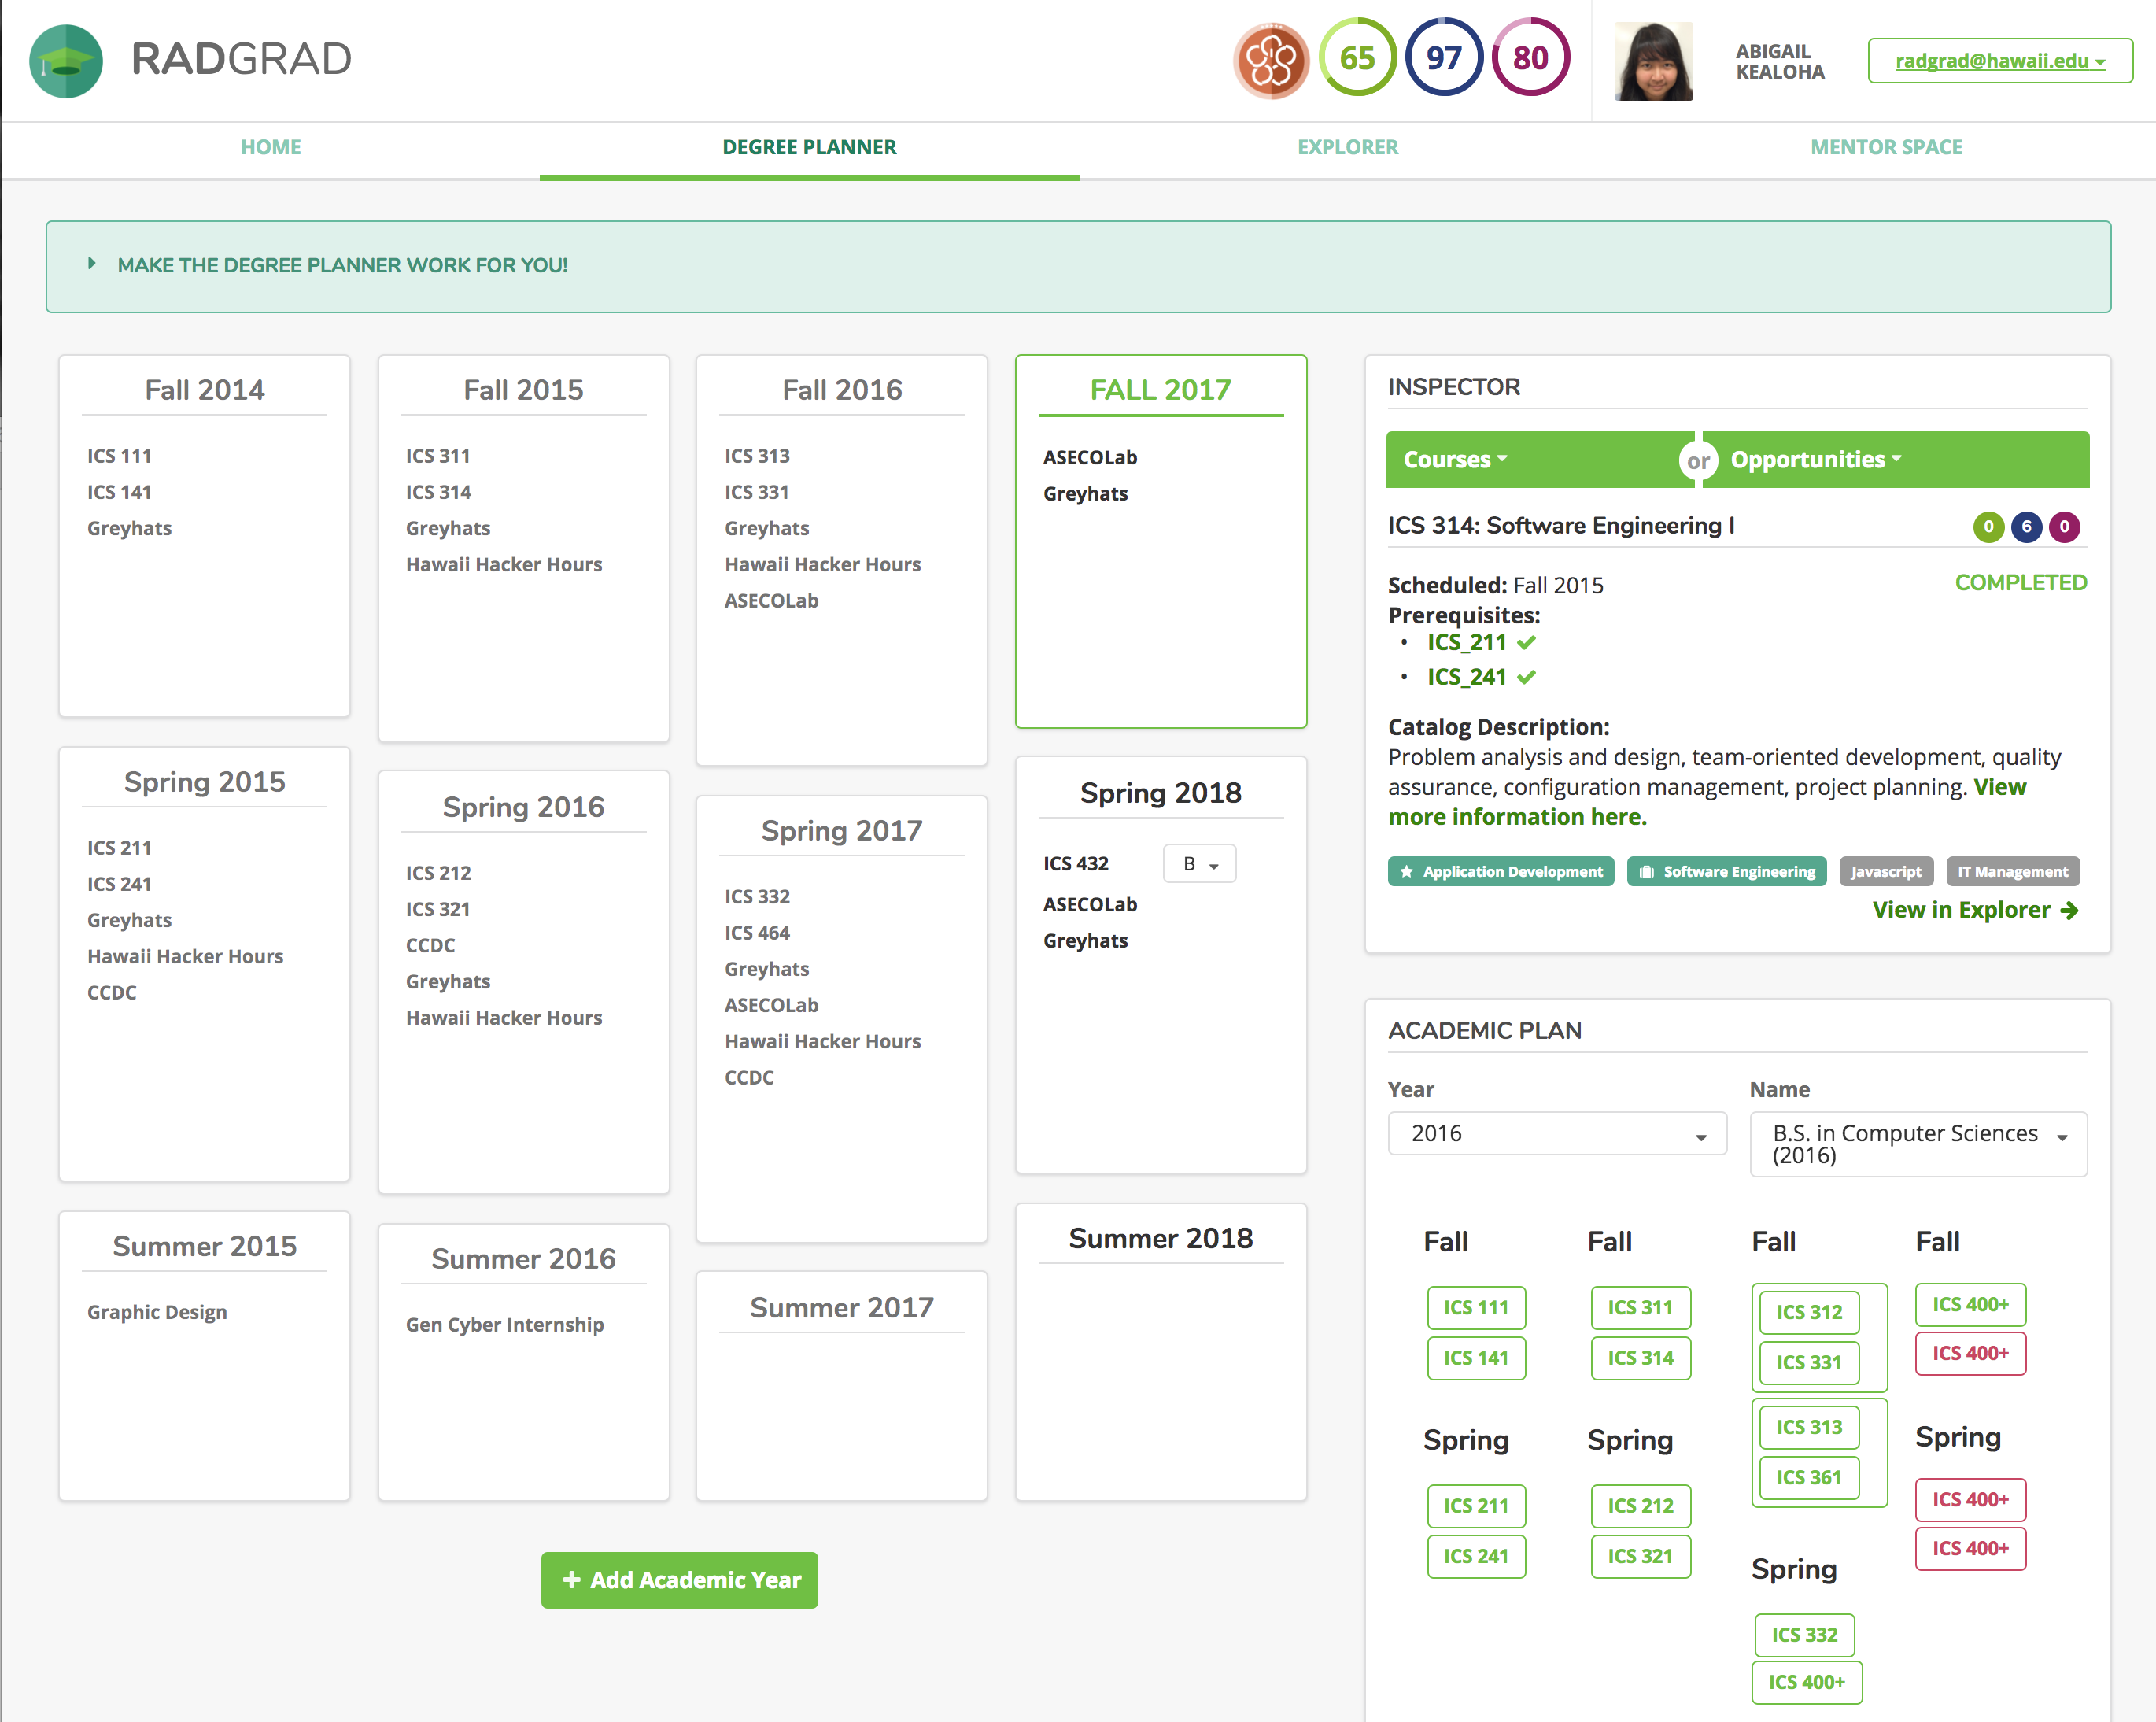 RADGRAD
ICS
65
97
80
ABIGAIL
KEALOHA
radgrad@hawaii.edu
HOME
DEGREE PLANNER
EXPLORER
MENTOR SPACE
MAKE THE DEGREE PLANNER WORK FOR YOU!
Fall 2014
ICS 111
ICS 141
Greyhats
Spring 2015
ICS 211
ICS 241
Greyhats
Hawaii Hacker Hours
CCDC
Summer 2015
Graphic Design
Fall 2015
ICS 311
ICS 314
Greyhats
Hawaii Hacker Hours
Spring 2016
ICS 212
ICS 321
CCDC
Greyhats
Hawaii Hacker Hours
Summer 2016
Gen Cyber Internship
Fall 2016
ICS 313
ICS 331
Greyhats
Hawaii Hacker Hours
ASECOLab
Spring 2017
ICS 332
ICS 464
Greyhats
ASECOLab
Hawaii Hacker Hours
CCDC
Summer 2017
FALL 2017
ASECOLab
Greyhats
Spring 2018
ICS 432 B
ASECOLab
Greyhats
Summer 2018
+ Add Academic Year
INSPECTOR
Courses or Opportunities
ICS 314: Software Engineering I 0 6 0
Scheduled: Fall 2015 COMPLETED
Prerequisites:
• ICS_211
• ICS_241
Catalog Description:
Problem analysis and design, team-oriented development, quality
assurance, configuration management, project planning. View
more information here.
Application Development Software Engineering Javascript IT Management
View in Explorer
ACADEMIC PLAN
Year
2016
Name
B.S. in Computer Sciences
(2016)
Fall
ICS 111
ICS 141
Spring
ICS 211
ICS 241
Fall
ICS 311
ICS 314
Spring
ICS 212
ICS 321
Fall
ICS 312
ICS 331
ICS 313
ICS 361
Spring
ICS 332
ICS 400+
Fall
ICS 400+
ICS 400+
Spring
ICS 400+
ICS 400+